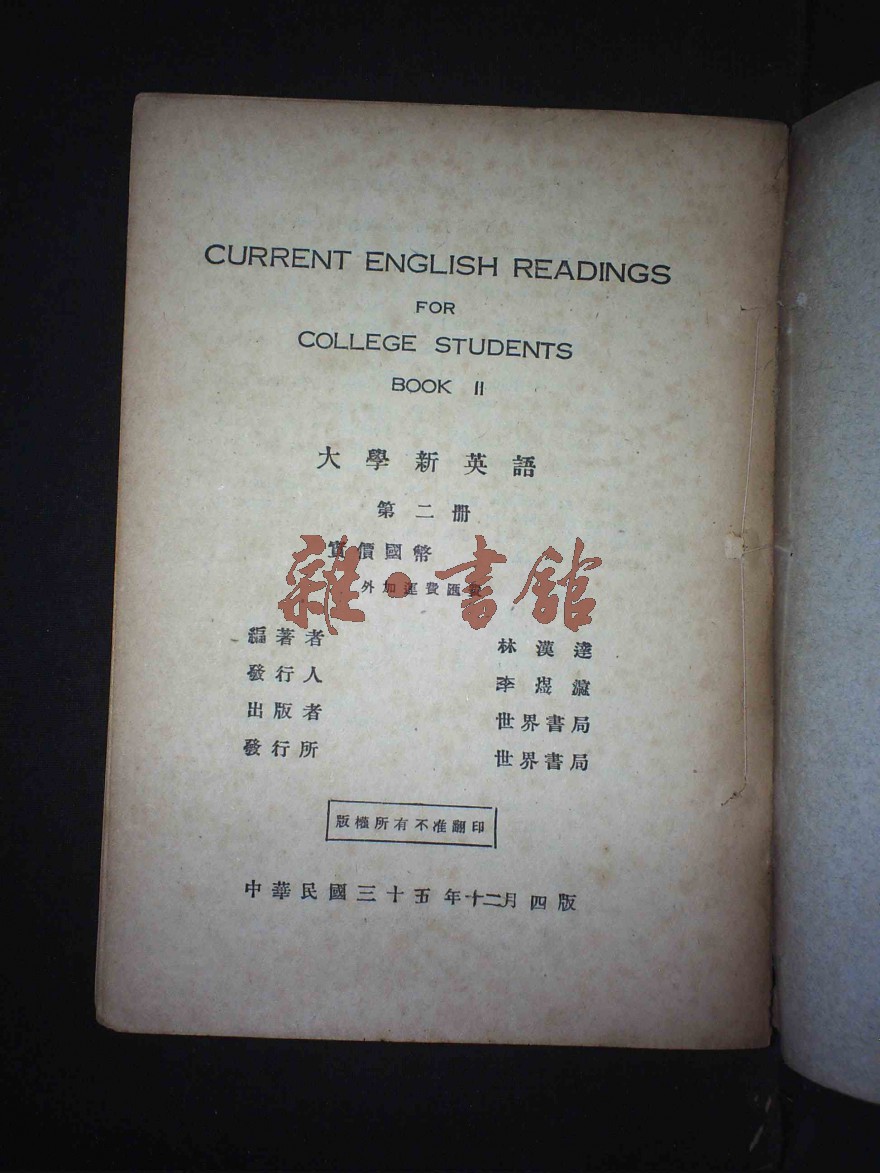 CURRENT ENGLISH READINGS
FOR
COLLEGE STUDENTS
BOOK II
大學新英語
第二册
實價國幣
外加運費匯費
雜·書館
編著者 林漢達
發行人 李煜瀛
出版者 世界書局
發行所 世界書局
版權所有不准翻印
中華民國三十五年十二月四版